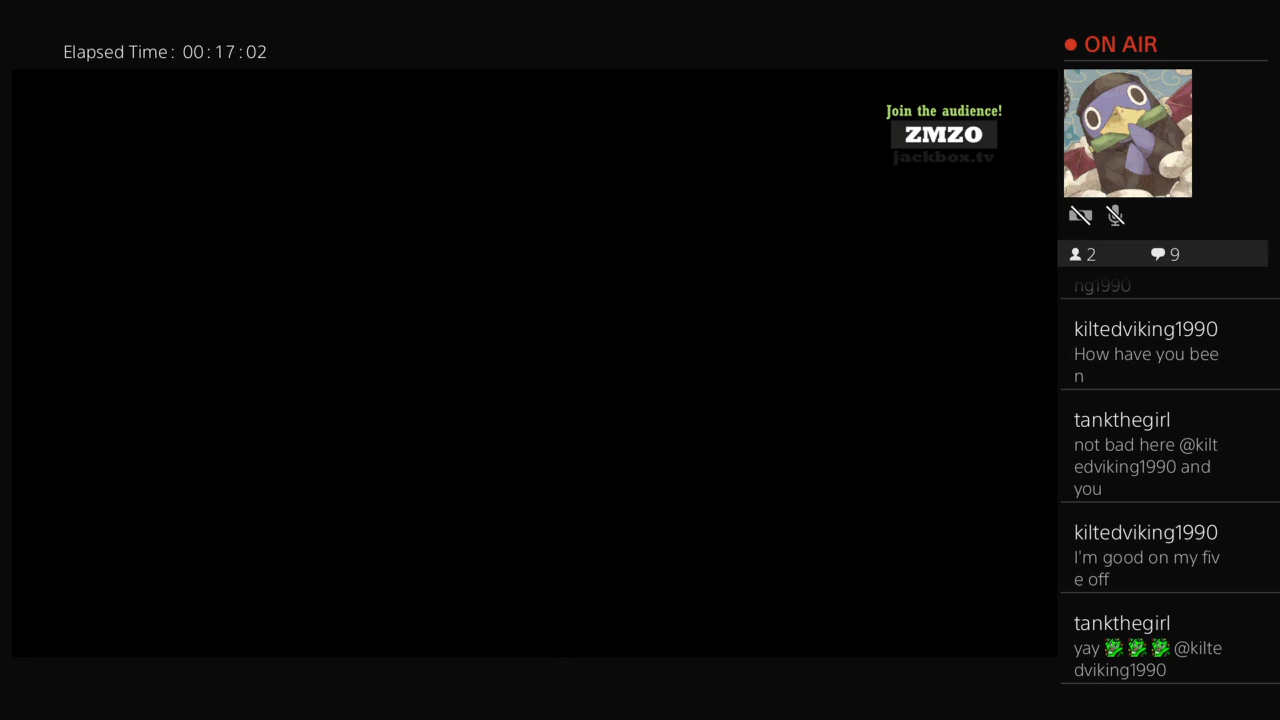 Elapsed Time: 00:17:02
Join the audience!
ZMZO
jackbox.tv
ON AIR
2
9
ng1990
kiltedviking1990
How have you bee
n
tankthegirl
not bad here @kilt
edviking1990 and
you
kiltedviking1990
I'm good on my fiv
e off
tankthegirl
yay @kilte
dviking1990